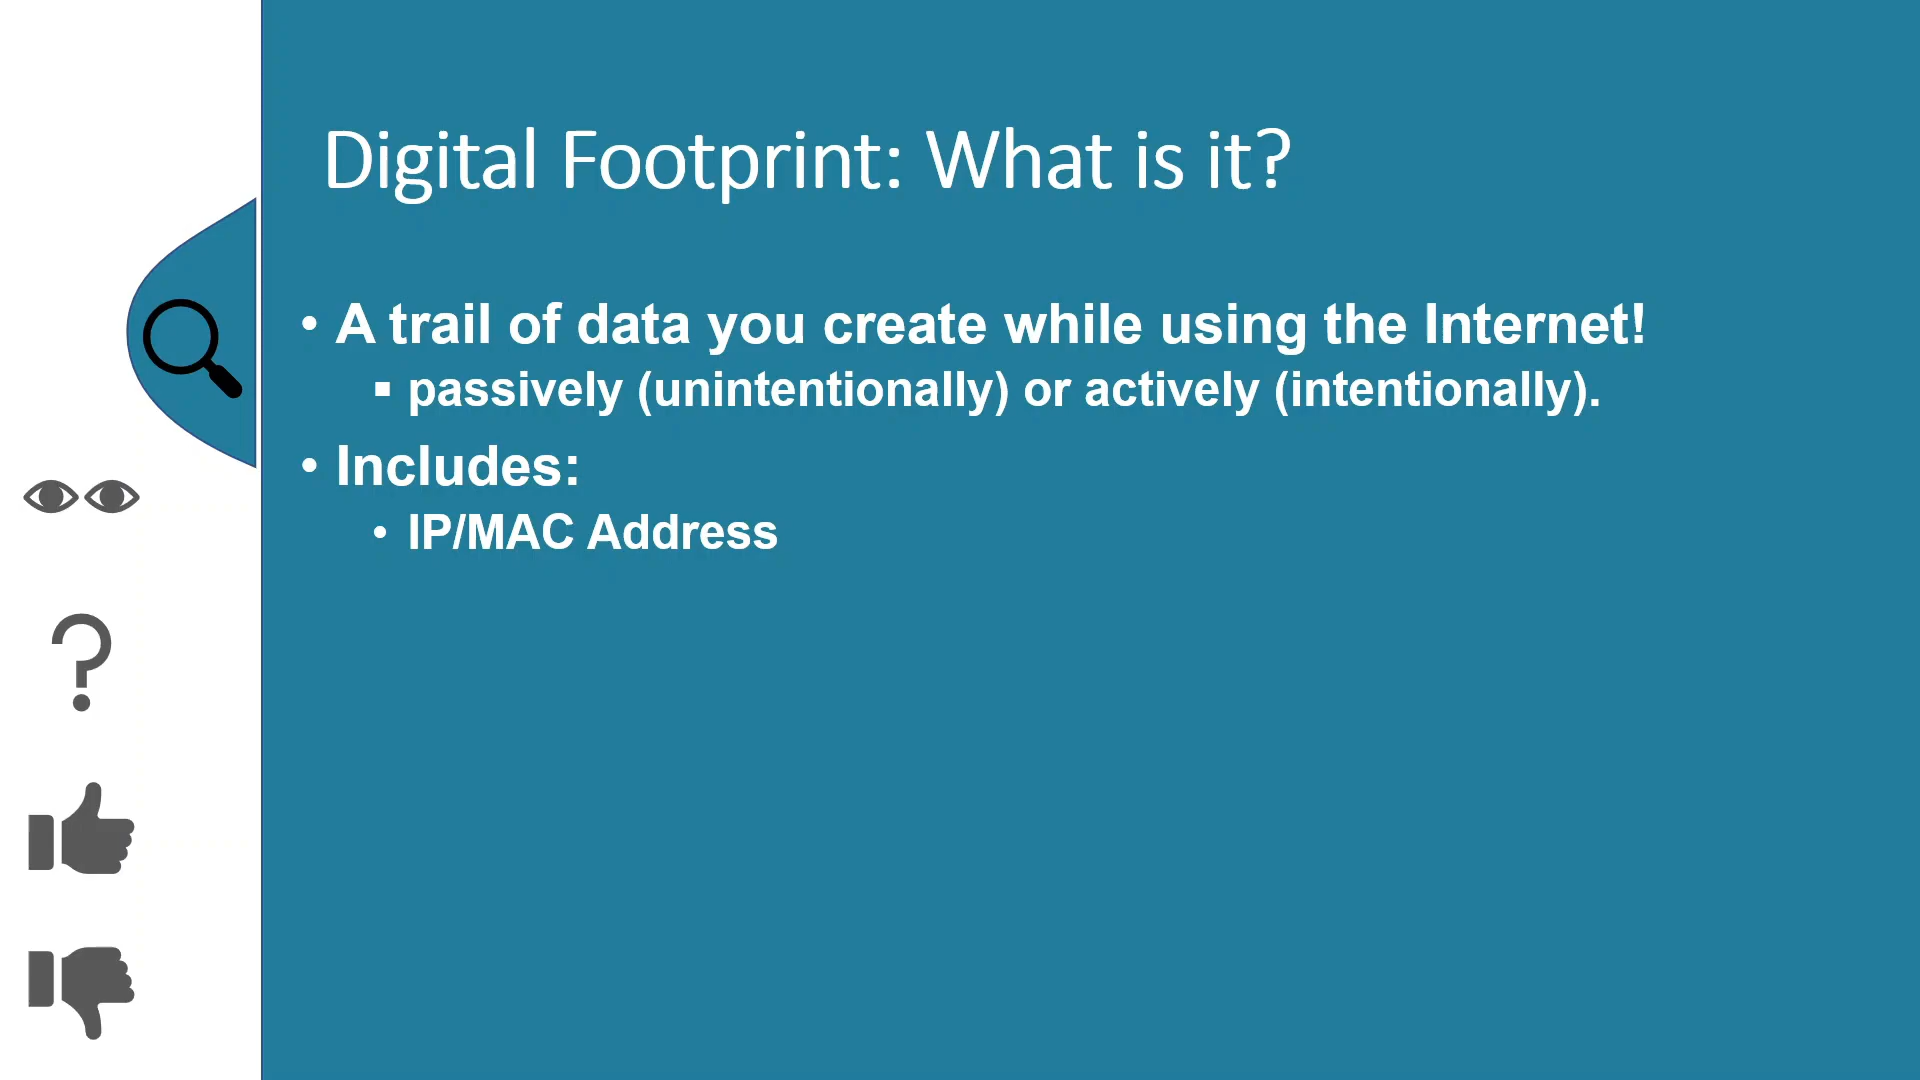 Digital Footprint: What is it?
• A trail of data you create while using the Internet!
▪ passively (unintentionally) or actively (intentionally).
• Includes:
• IP/MAC Address